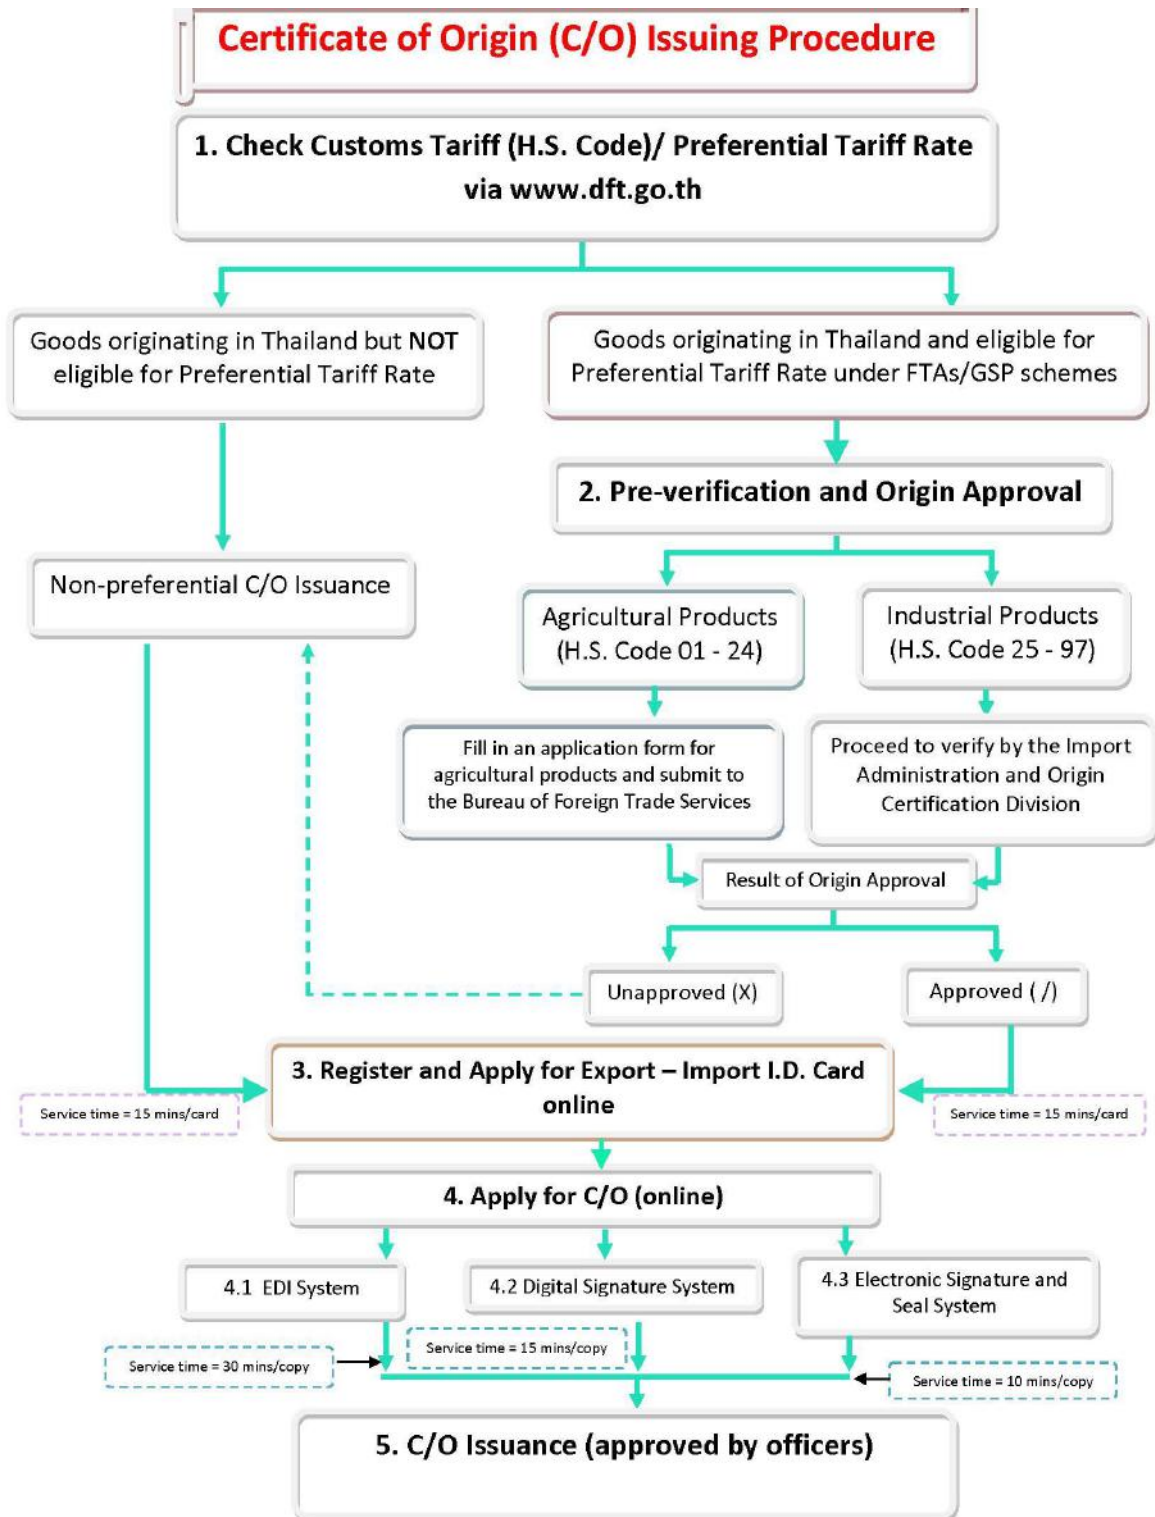 Certificate of Origin (C/O) Issuing Procedure
1. Check Customs Tariff (H.S. Code)/ Preferential Tariff Rate
via www.dft.go.th
Goods originating in Thailand but NOT
eligible for Preferential Tariff Rate
Goods originating in Thailand and eligible for
Preferential Tariff Rate under FTAs/GSP schemes
2. Pre-verification and Origin Approval
Non-preferential C/O Issuance
Agricultural Products
(H.S. Code 01 - 24)
Industrial Products
(H.S. Code 25 - 97)
Fill in an application form for
agricultural products and submit to
the Bureau of Foreign Trade Services
Proceed to verify by the Import
Administration and Origin
Certification Division
Result of Origin Approval
Unapproved (X)
Approved ( /)
3. Register and Apply for Export – Import I.D. Card
online
Service time = 15 mins/card
Service time = 15 mins/card
4. Apply for C/O (online)
4.1 EDI System
4.2 Digital Signature System
4.3 Electronic Signature and
Seal System
Service time = 30 mins/copy
Service time = 15 mins/copy
Service time = 10 mins/copy
5. C/O Issuance (approved by officers)